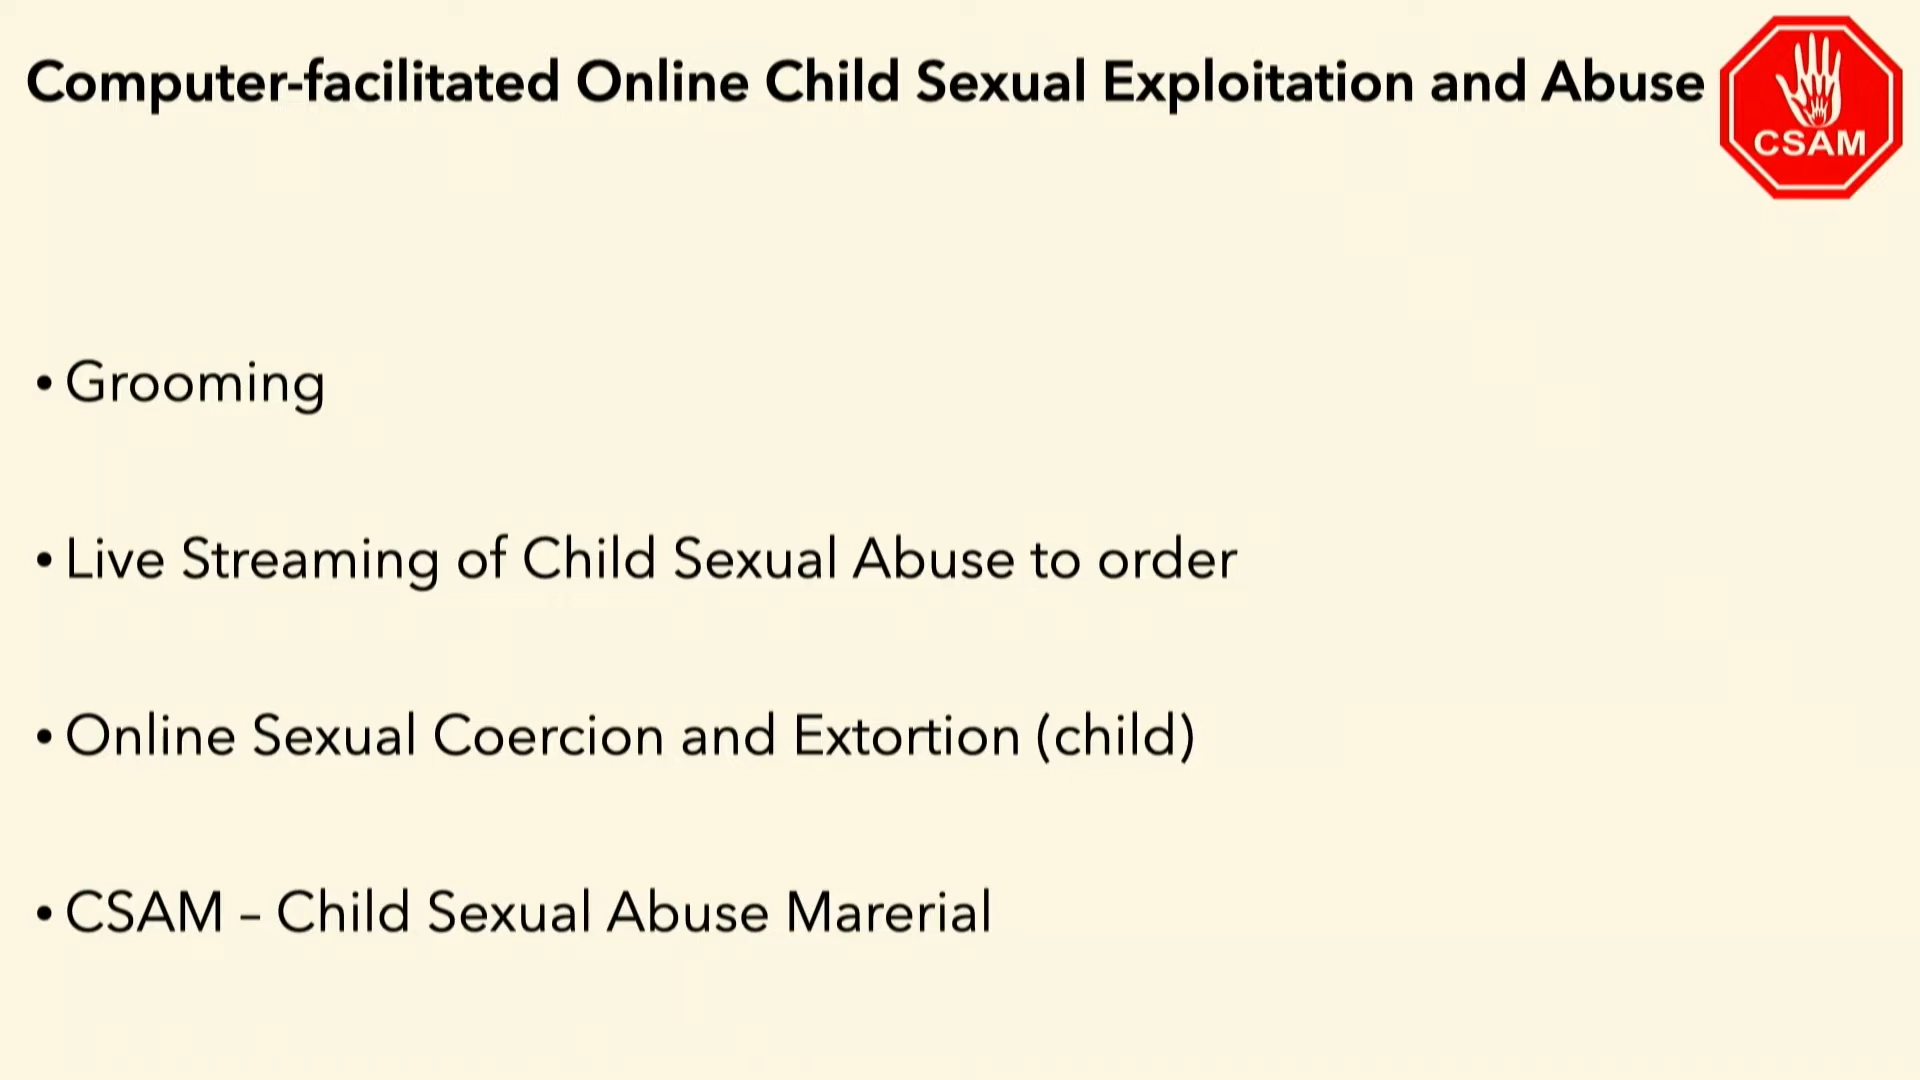 Computer-facilitated Online Child Sexual Exploitation and Abuse
CSAM
• Grooming
• Live Streaming of Child Sexual Abuse to order
• Online Sexual Coercion and Extortion (child)
• CSAM – Child Sexual Abuse Marerial